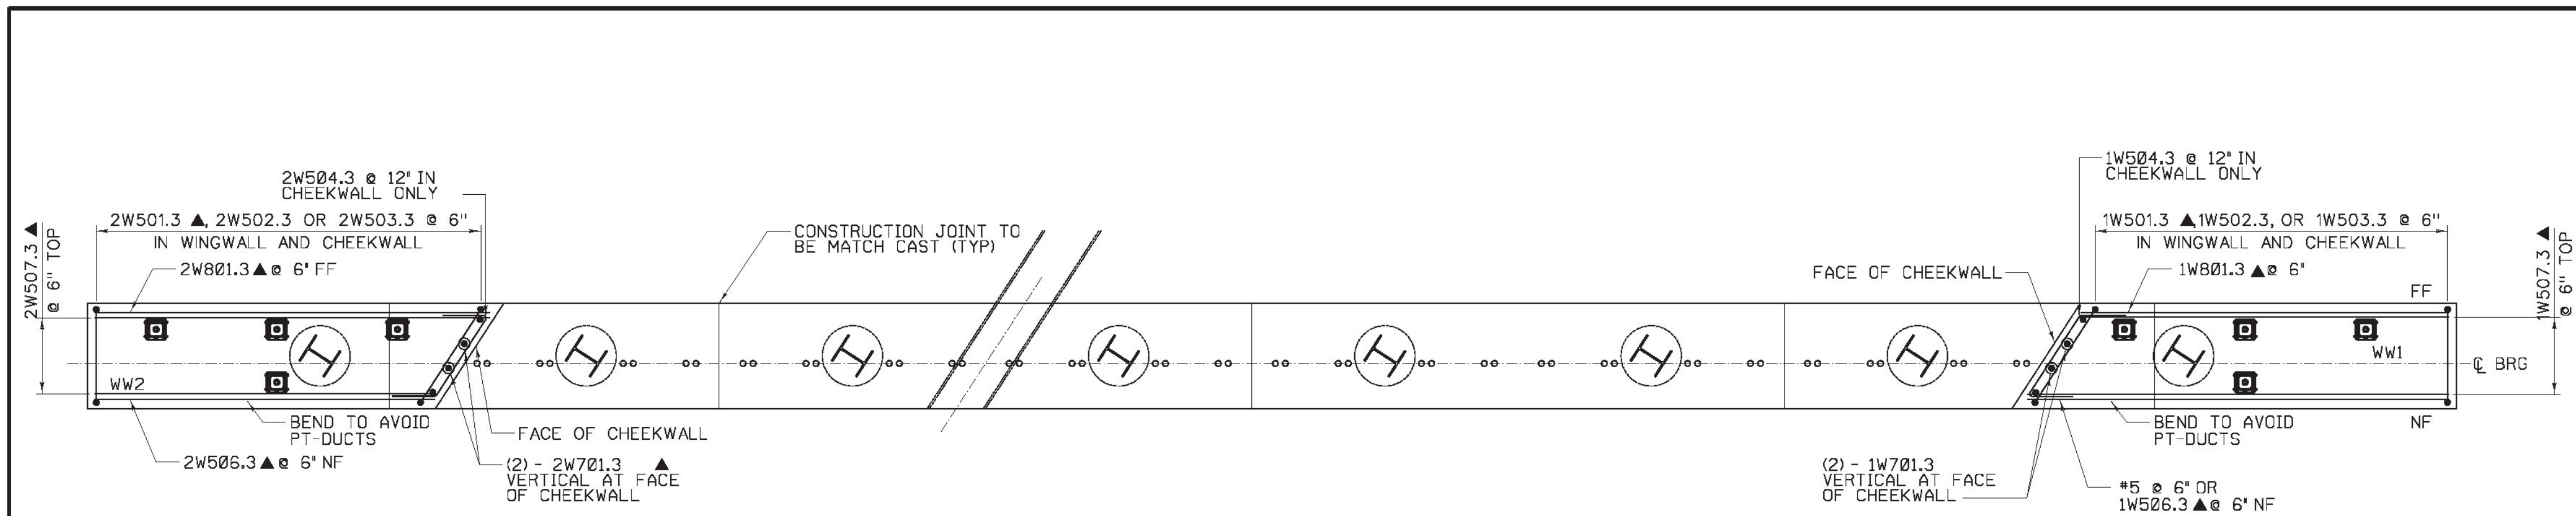 2W504.3 @ 12" IN
CHEEKWALL ONLY
2W501.3 ▲, 2W502.3 OR 2W503.3 @ 6"
IN WINGWALL AND CHEEKWALL
2W801.3 ▲ @ 6" FF
2W507.3 ▲
@ 6" TOP
WW2
BEND TO AVOID
PT-DUCTS
2W506.3 ▲ @ 6" NF
FACE OF CHEEKWALL
(2) - 2W701.3 ▲
VERTICAL AT FACE
OF CHEEKWALL
CONSTRUCTION JOINT TO
BE MATCH CAST (TYP)
1W504.3 @ 12" IN
CHEEKWALL ONLY
1W501.3 ▲, 1W502.3, OR 1W503.3 @ 6"
IN WINGWALL AND CHEEKWALL
FACE OF CHEEKWALL
1W801.3 ▲ @ 6"
FF
1W507.3 ▲
@ 6" TOP
WW1
℄ BRG
BEND TO AVOID
PT-DUCTS
NF
(2) - 1W701.3
VERTICAL AT FACE
OF CHEEKWALL
#5 @ 6" OR
1W506.3 ▲ @ 6" NF